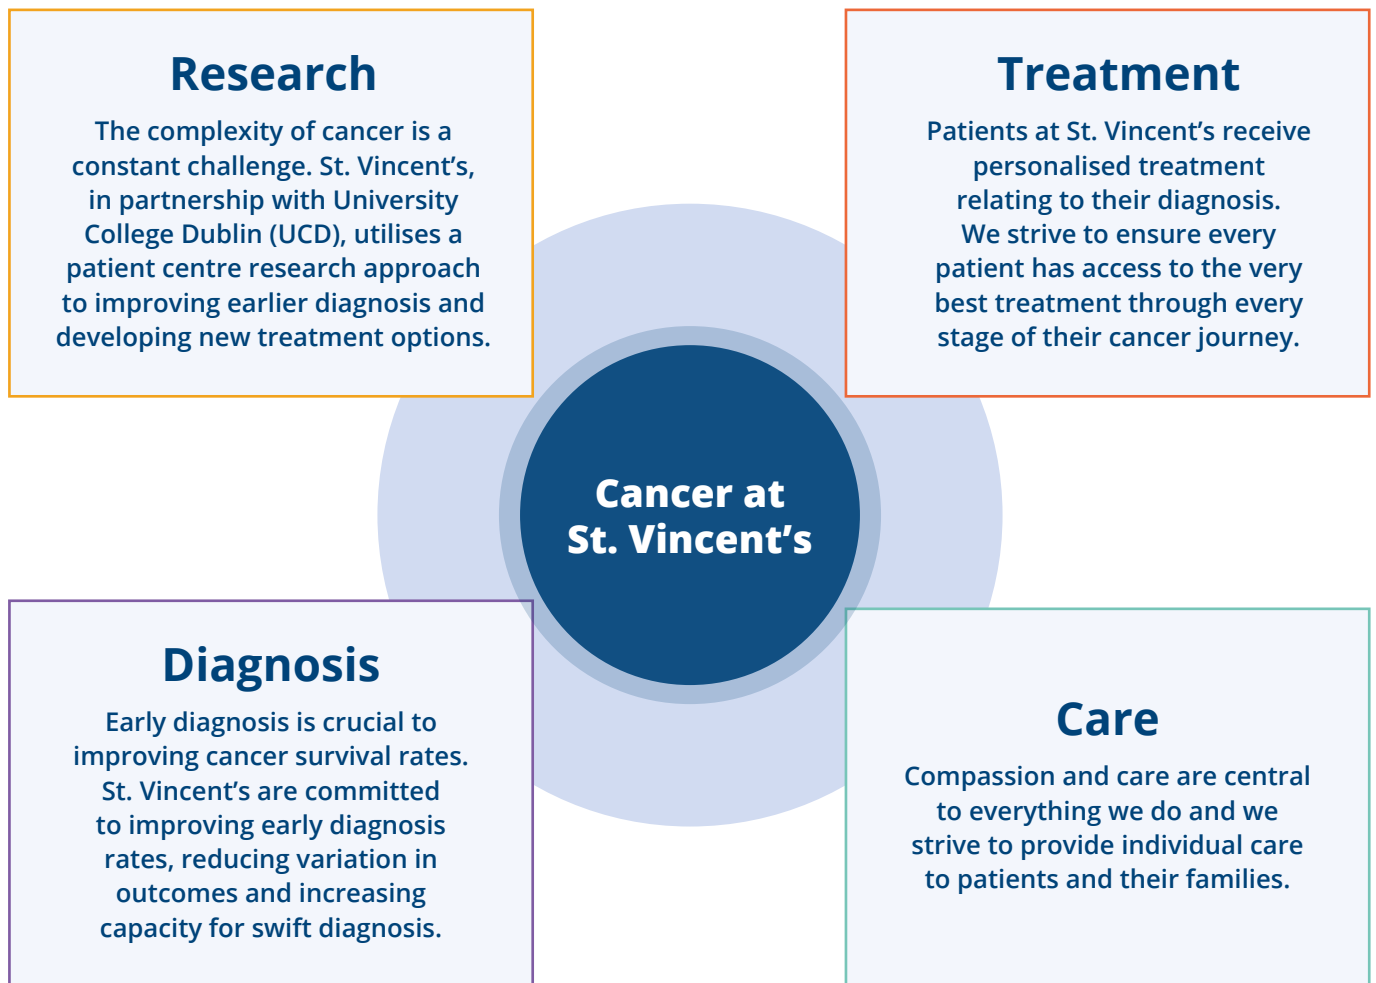 Research
The complexity of cancer is a
constant challenge. St. Vincent’s,
in partnership with University
College Dublin (UCD), utilises a
patient centre research approach
to improving earlier diagnosis and
developing new treatment options.
Treatment
Patients at St. Vincent’s receive
personalised treatment
relating to their diagnosis.
We strive to ensure every
patient has access to the very
best treatment through every
stage of their cancer journey.
Cancer at
St. Vincent’s
Diagnosis
Early diagnosis is crucial to
improving cancer survival rates.
St. Vincent’s are committed
to improving early diagnosis
rates, reducing variation in
outcomes and increasing
capacity for swift diagnosis.
Care
Compassion and care are central
to everything we do and we
strive to provide individual care
to patients and their families.